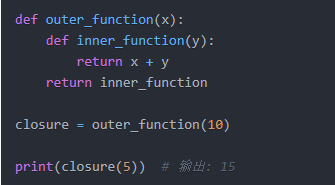 def outer_function(x):
    def inner_function(y):
        return x + y
    return inner_function

closure = outer_function(10)

print(closure(5))  # 输出: 15